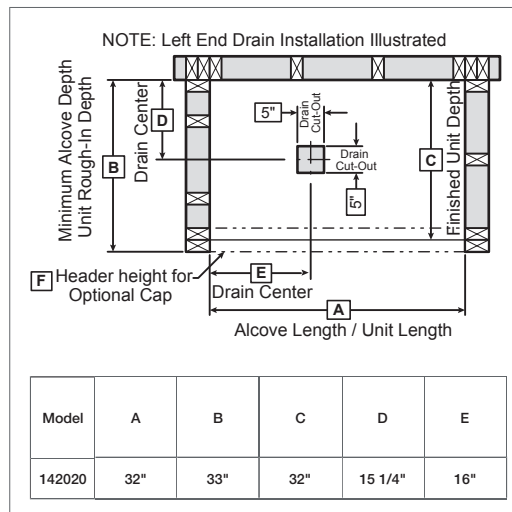 NOTE: Left End Drain Installation Illustrated
Minimum Alcove Depth
Unit Rough-In Depth
B
D
Drain Center
5"
Drain
Cut-Out
Drain
Cut-Out
5"
C
Finished Unit Depth
F Header height for
Optional Cap
E
Drain Center
A
Alcove Length / Unit Length
Model A B C D E
142020 32" 33" 32" 15 1/4" 16"